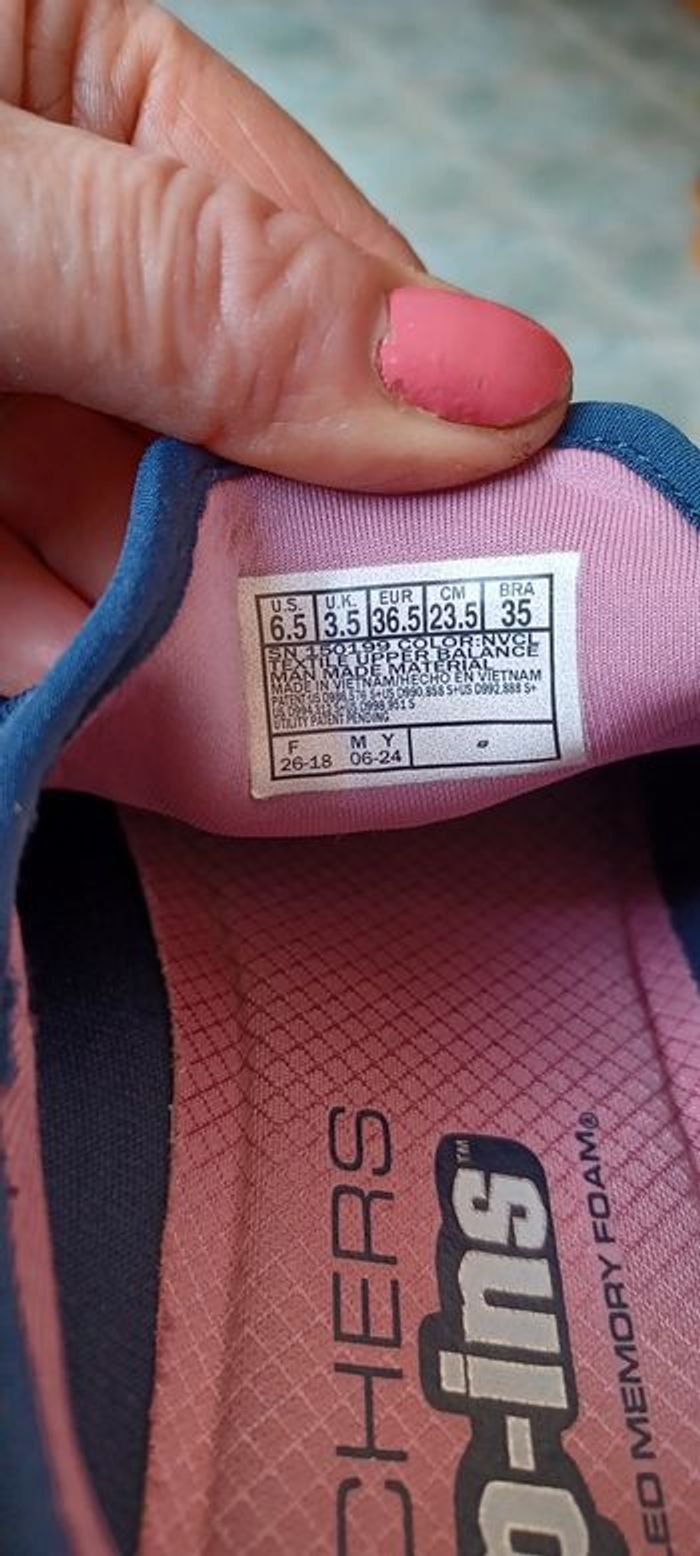 U.S. U.K. EUR CM BRA
6.5 3.5 36.5 23.5 35
SN 150199 COLOR:NVCL
TEXTILE UPPER BALANCE
MAN MADE MATERIAL
MADE IN VIETNAM/HECHO EN VIETNAM
UTILITY PATENT PENDING
F M Y
26-18 06-24
CHERS
-ins™
LED MEMORY FOAM®